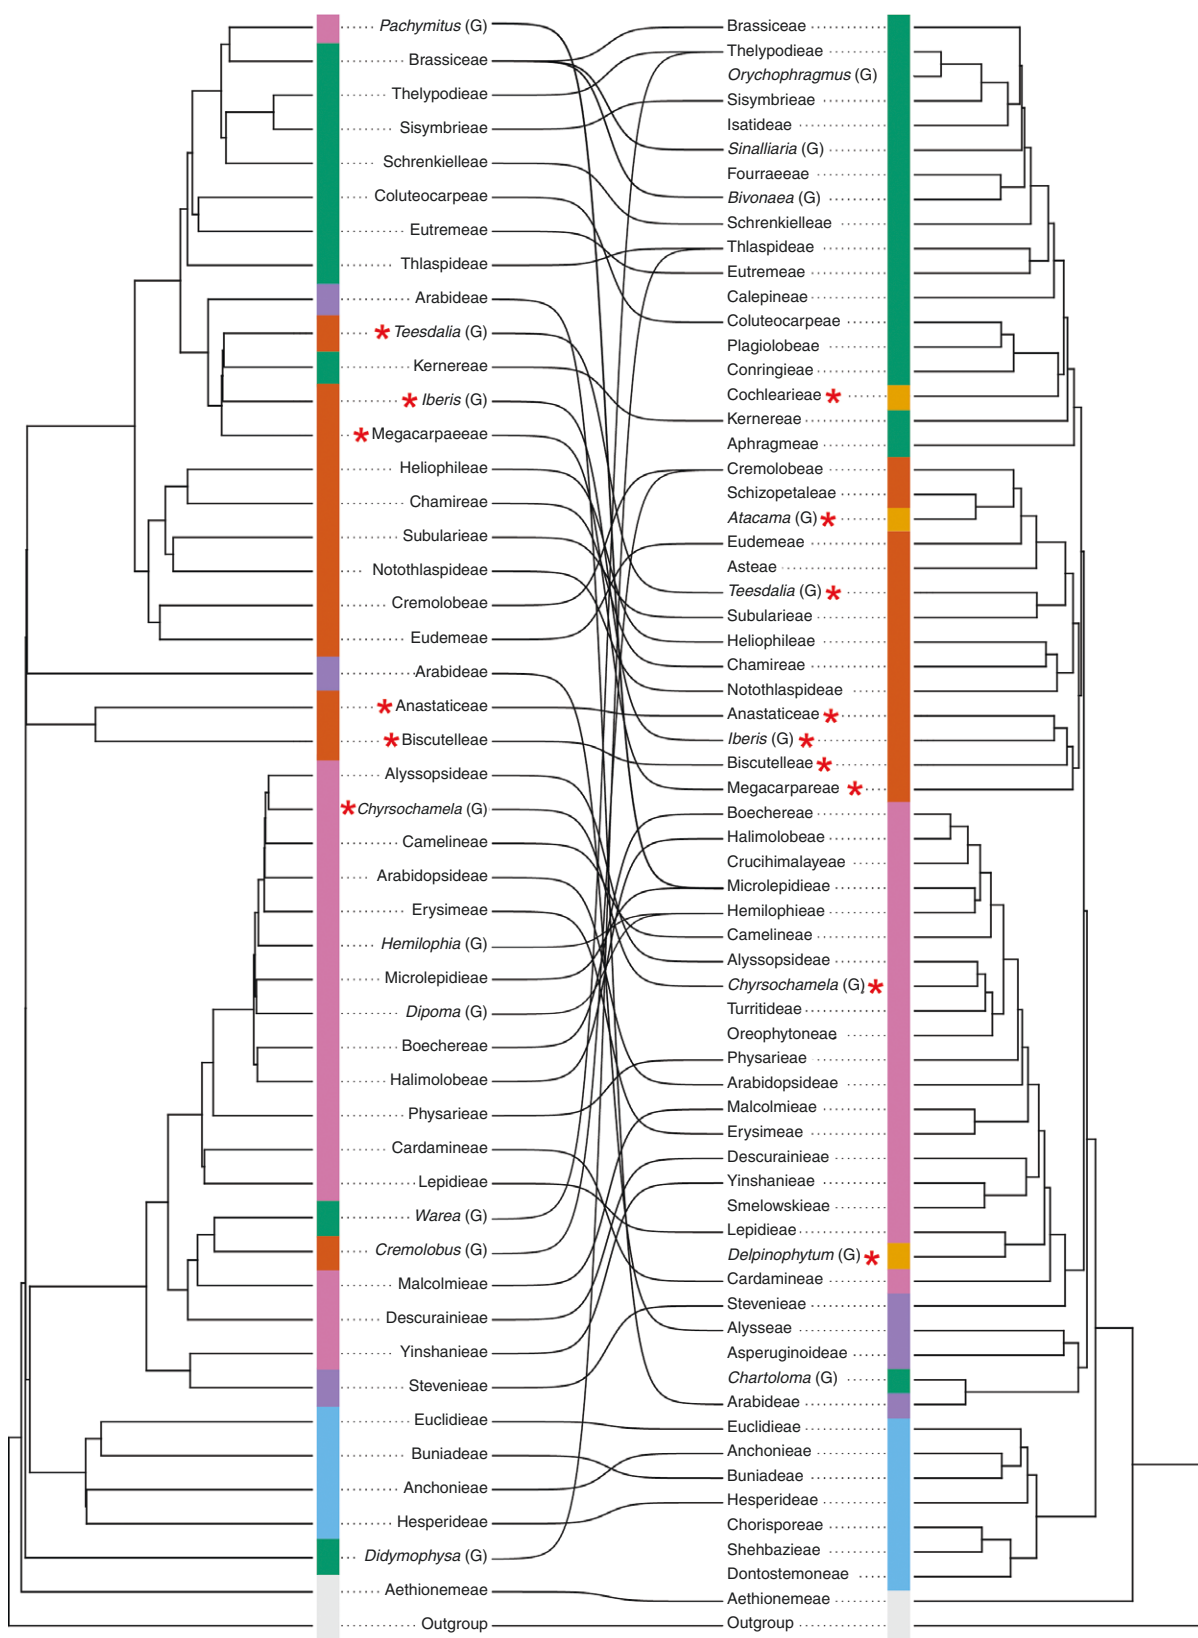 Pachymitus (G)
Brassiceae
Thelypodieae
Sisymbrieae
Schrenkielleae
Coluteocarpeae
Eutremeae
Thlaspideae
Arabideae
* Teesdalia (G)
Kernereae
* Iberis (G)
* Megacarpaeeae
Heliophileae
Chamireae
Subularieae
Notothlaspideae
Cremolobeae
Eudemeae
Arabideae
* Anastaticeae
* Biscutelleae
Alyssopsideae
* Chyrsochamela (G)
Camelineae
Arabidopsideae
Erysimeae
Hemilophia (G)
Microlepidieae
Dipoma (G)
Boechereae
Halimolobeae
Physarieae
Cardamineae
Lepidieae
Warea (G)
Cremolobus (G)
Malcolmieae
Descurainieae
Yinshanieae
Stevenieae
Euclidieae
Buniadeae
Anchonieae
Hesperideae
Didymophysa (G)
Aethionemeae
Outgroup
Brassiceae
Thelypodieae
Orychophragmus (G)
Sisymbrieae
Isatideae
Sinalliaria (G)
Fourraeeae
Bivonaea (G)
Schrenkielleae
Thlaspideae
Eutremeae
Calepineae
Coluteocarpeae
Plagiolobeae
Conringieae
Cochlearieae *
Kernereae
Aphragmeae
Cremolobeae
Schizopetaleae
Atacama (G) *
Eudemeae
Asteae
Teesdalia (G) *
Subularieae
Heliophileae
Chamireae
Notothlaspideae
Anastaticeae *
Iberis (G) *
Biscutelleae *
Megacarpareae *
Boechereae
Halimolobeae
Crucihimalayeae
Microlepidieae
Hemilophieae
Camelineae
Alyssopsideae
Chyrsochamela (G) *
Turritideae
Oreophytoneae
Physarieae
Arabidopsideae
Malcolmieae
Erysimeae
Descurainieae
Yinshanieae
Smelowskieae
Lepidieae
Delpinophytum (G) *
Cardamineae
Stevenieae
Alysseae
Asperuginoideae
Chartoloma (G)
Arabideae
Euclidieae
Anchonieae
Buniadeae
Hesperideae
Chorisporeae
Shehbazieae
Dontostemoneae
Aethionemeae
Outgroup